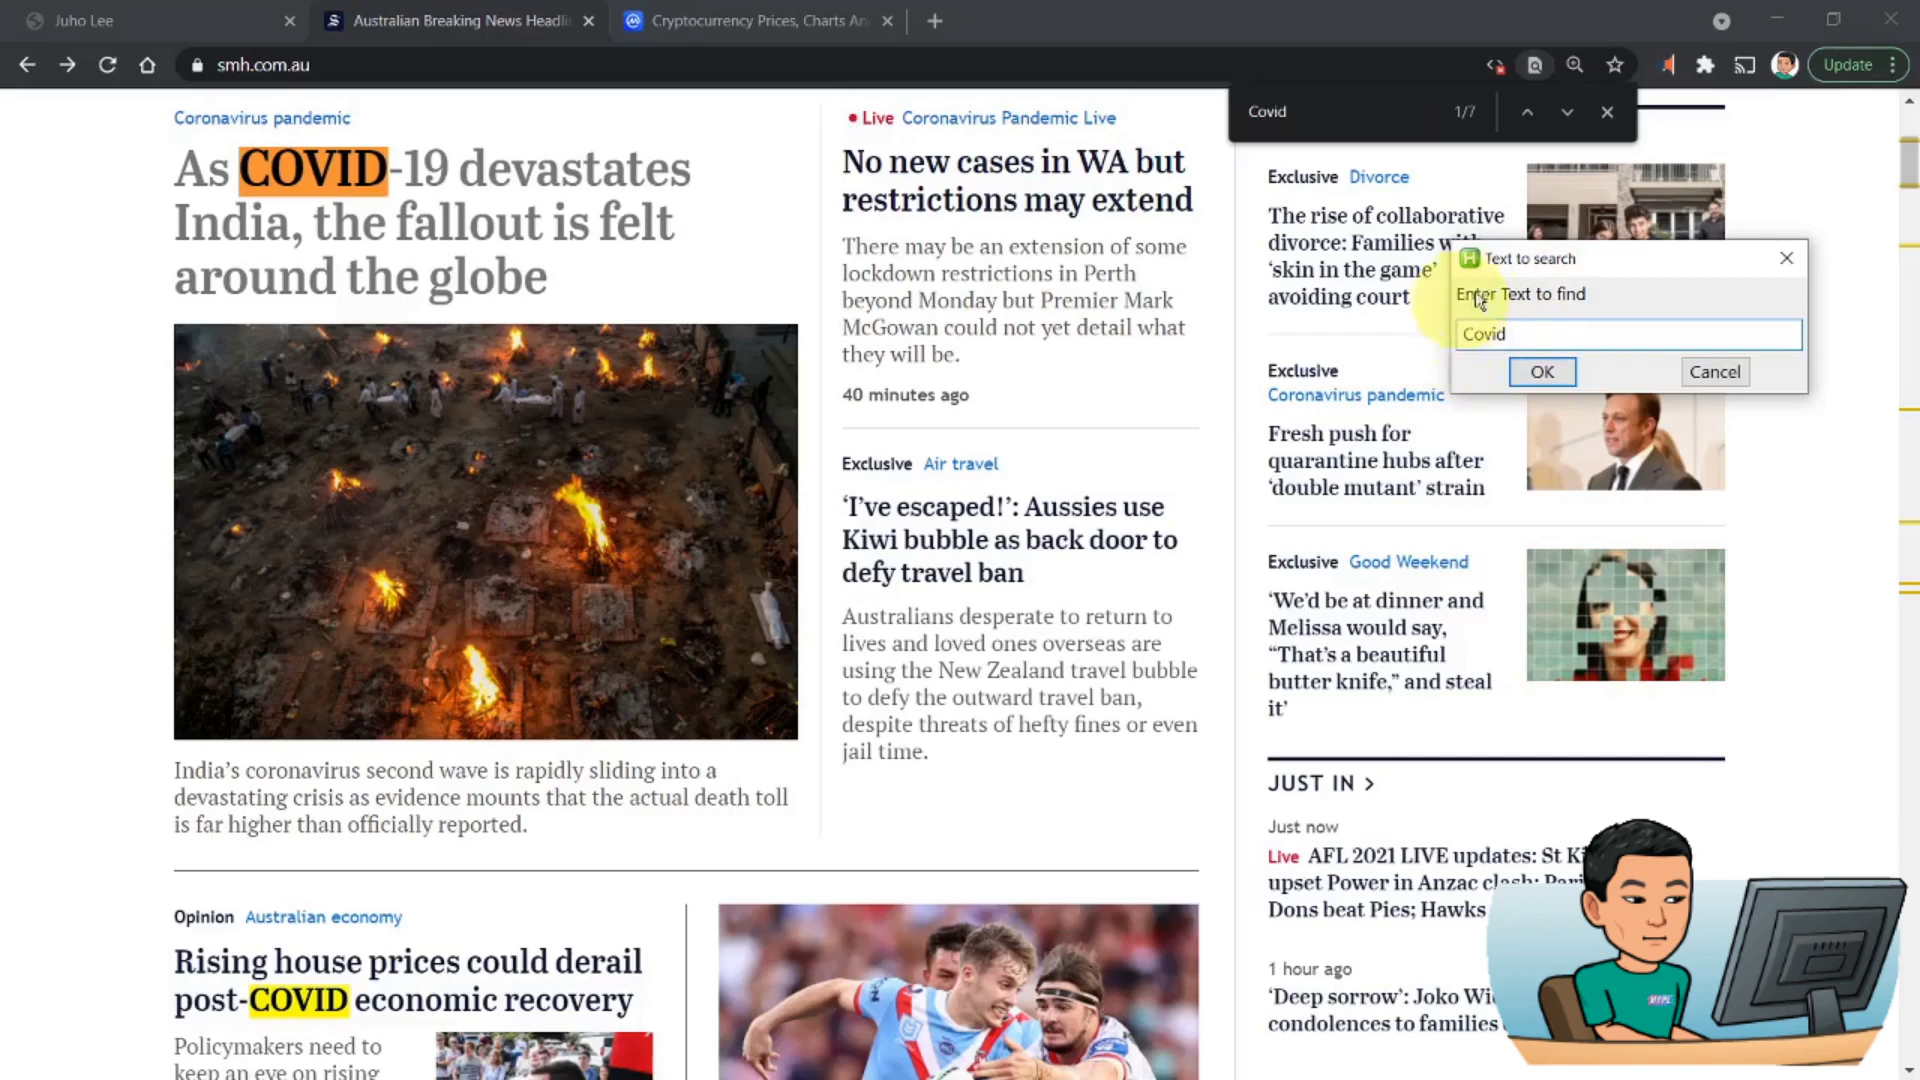 Juho Lee
Australian Breaking News Headli
Cryptocurrency Prices, Charts An
smh.com.au
Update
Covid
1/7
Coronavirus pandemic
As COVID-19 devastates
India, the fallout is felt
around the globe
India's coronavirus second wave is rapidly sliding into a
devastating crisis as evidence mounts that the actual death toll
is far higher than officially reported.
Live Coronavirus Pandemic Live
No new cases in WA but
restrictions may extend
There may be an extension of some
lockdown restrictions in Perth
beyond Monday but Premier Mark
McGowan could not yet detail what
they will be.
40 minutes ago
Exclusive Air travel
‘I’ve escaped!’: Aussies use
Kiwi bubble as back door to
defy travel ban
Australians desperate to return to
lives and loved ones overseas are
using the New Zealand travel bubble
to defy the outward travel ban,
despite threats of hefty fines or even
jail time.
Exclusive Divorce
The rise of collaborative
divorce: Families with
‘skin in the game’
avoiding court
Text to search
Enter Text to find
Covid
OK
Cancel
Exclusive
Coronavirus pandemic
Fresh push for
quarantine hubs after
‘double mutant’ strain
Exclusive Good Weekend
‘We’d be at dinner and
Melissa would say,
“That’s a beautiful
butter knife,” and steal
it’
JUST IN >
Just now
Live AFL 2021 LIVE updates: St Ki
upset Power in Anzac clash;
Dons beat Pies; Hawks
1 hour ago
‘Deep sorrow’: Joko Wi
condolences to families
Opinion Australian economy
Rising house prices could derail
post-COVID economic recovery
Policymakers need to
keep an eye on rising